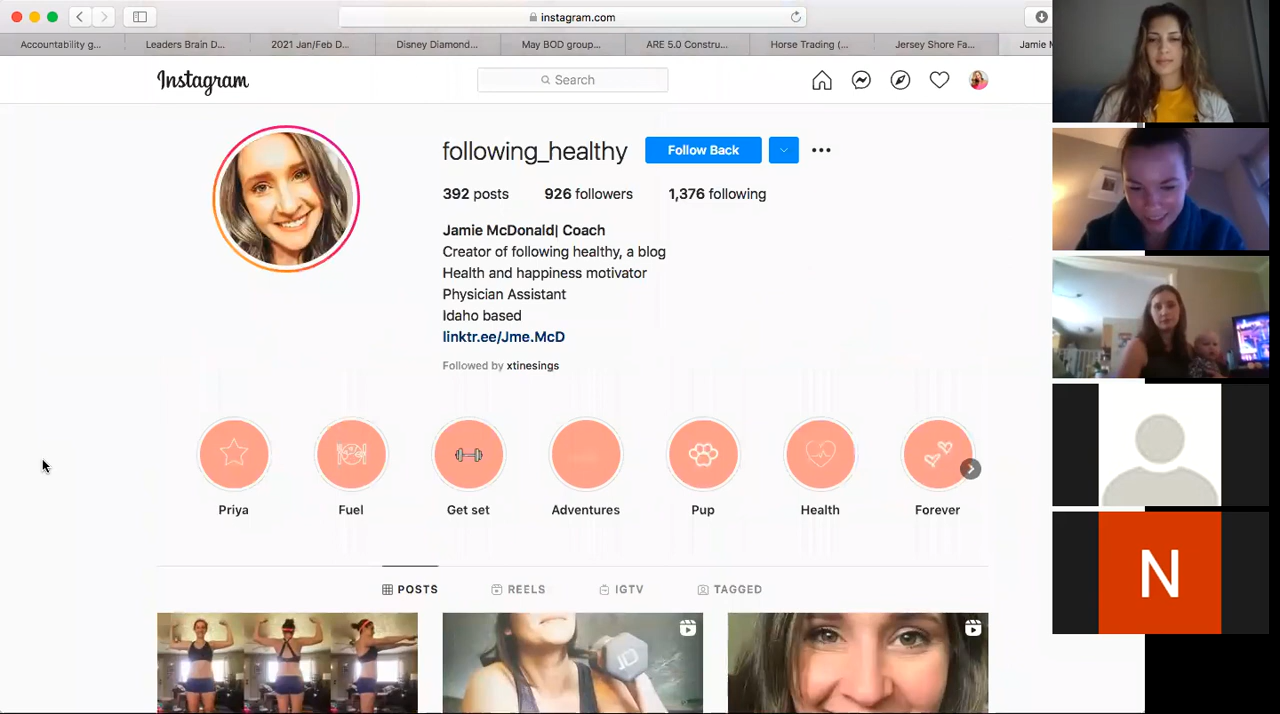 instagram.com
Accountability g...
Leaders Brain D...
2021 Jan/Feb D...
Disney Diamond...
May BOD group...
ARE 5.0 Constru...
Horse Trading (...
Jersey Shore Fa...
Jamie M
Instagram
Search
following_healthy
Follow Back
392 posts 926 followers 1,376 following
Jamie McDonald| Coach
Creator of following healthy, a blog
Health and happiness motivator
Physician Assistant
Idaho based
linktr.ee/Jme.McD
Followed by xtinesings
Priya Fuel Get set Adventures Pup Health Forever
POSTS REELS IGTV TAGGED
JD
N